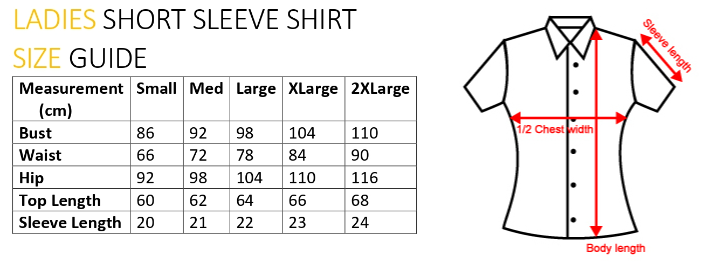 LADIES SHORT SLEEVE SHIRT
SIZE GUIDE
Measurement (cm) Small Med Large XLarge 2XLarge
Bust 86 92 98 104 110
Waist 66 72 78 84 90
Hip 92 98 104 110 116
Top Length 60 62 64 66 68
Sleeve Length 20 21 22 23 24
Sleeve length
1/2 Chest width
Body length